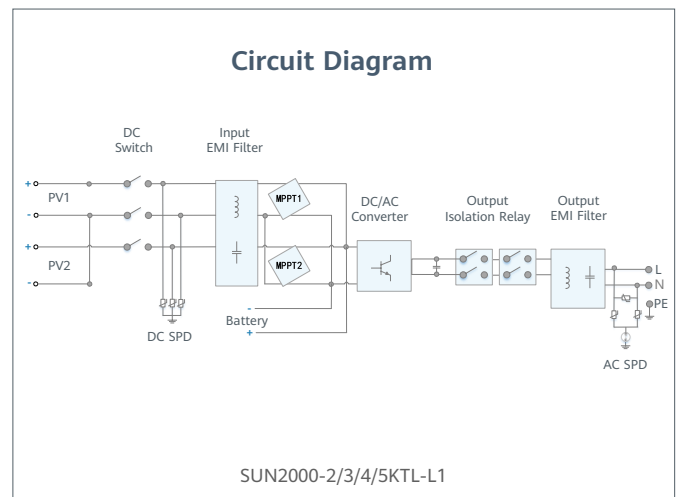 Circuit Diagram
DC
Switch
Input
EMI Filter
+
PV1
-
+
PV2
-
MPPT1
MPPT2
DC/AC
Converter
Output
Isolation Relay
Output
EMI Filter
L
N
PE
-
Battery
+
DC SPD
AC SPD
SUN2000-2/3/4/5KTL-L1